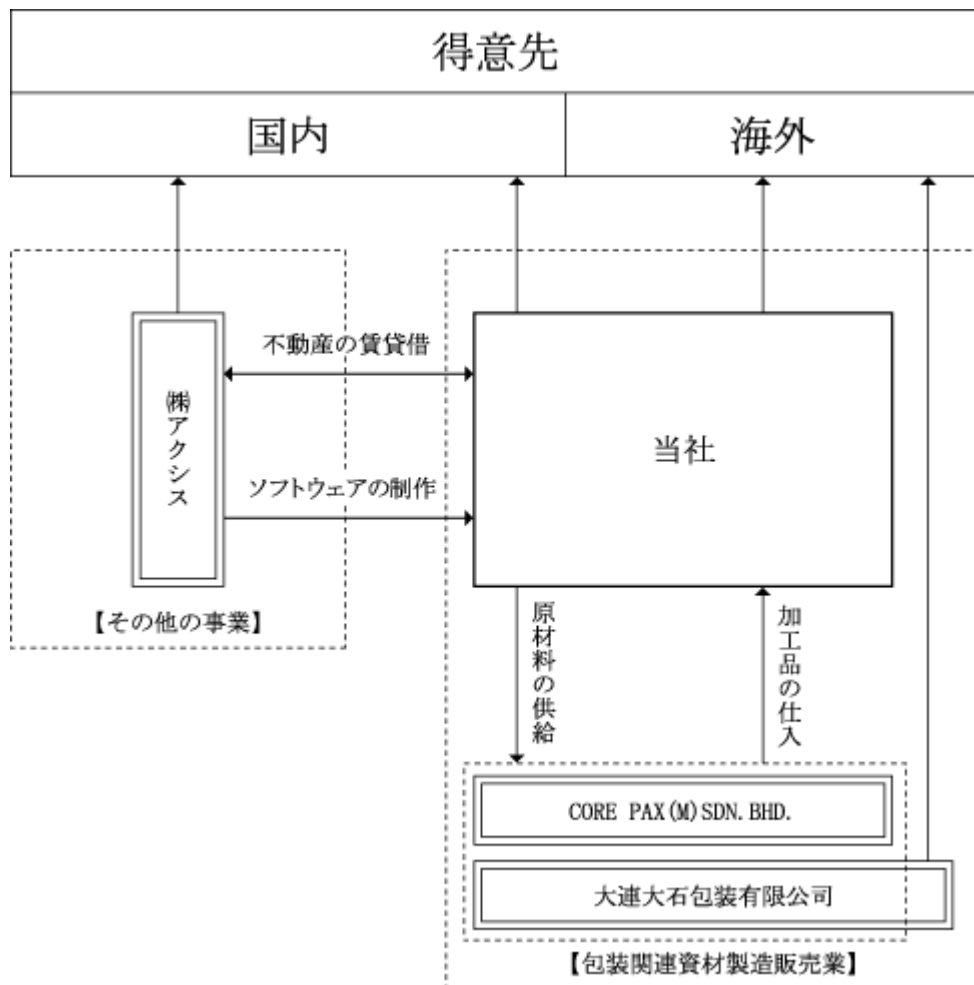 得意先
国内
海外
不動産の賃貸借
㈱アクシス
当社
ソフトウェアの制作
【その他の事業】
原材料の供給
加工品の仕入
CORE PAX(M)SDN.BHD.
大連大石包装有限公司
【包装関連資材製造販売業】